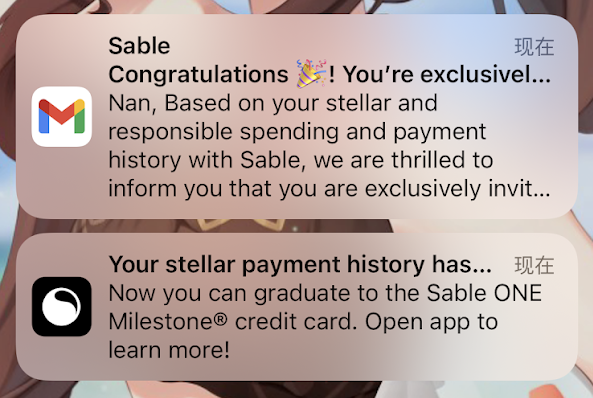 Sable 现在
Congratulations 🎉! You’re exclusivel...
Nan, Based on your stellar and
responsible spending and payment
history with Sable, we are thrilled to
inform you that you are exclusively invit...
Your stellar payment history has... 现在
Now you can graduate to the Sable ONE
Milestone® credit card. Open app to
learn more!